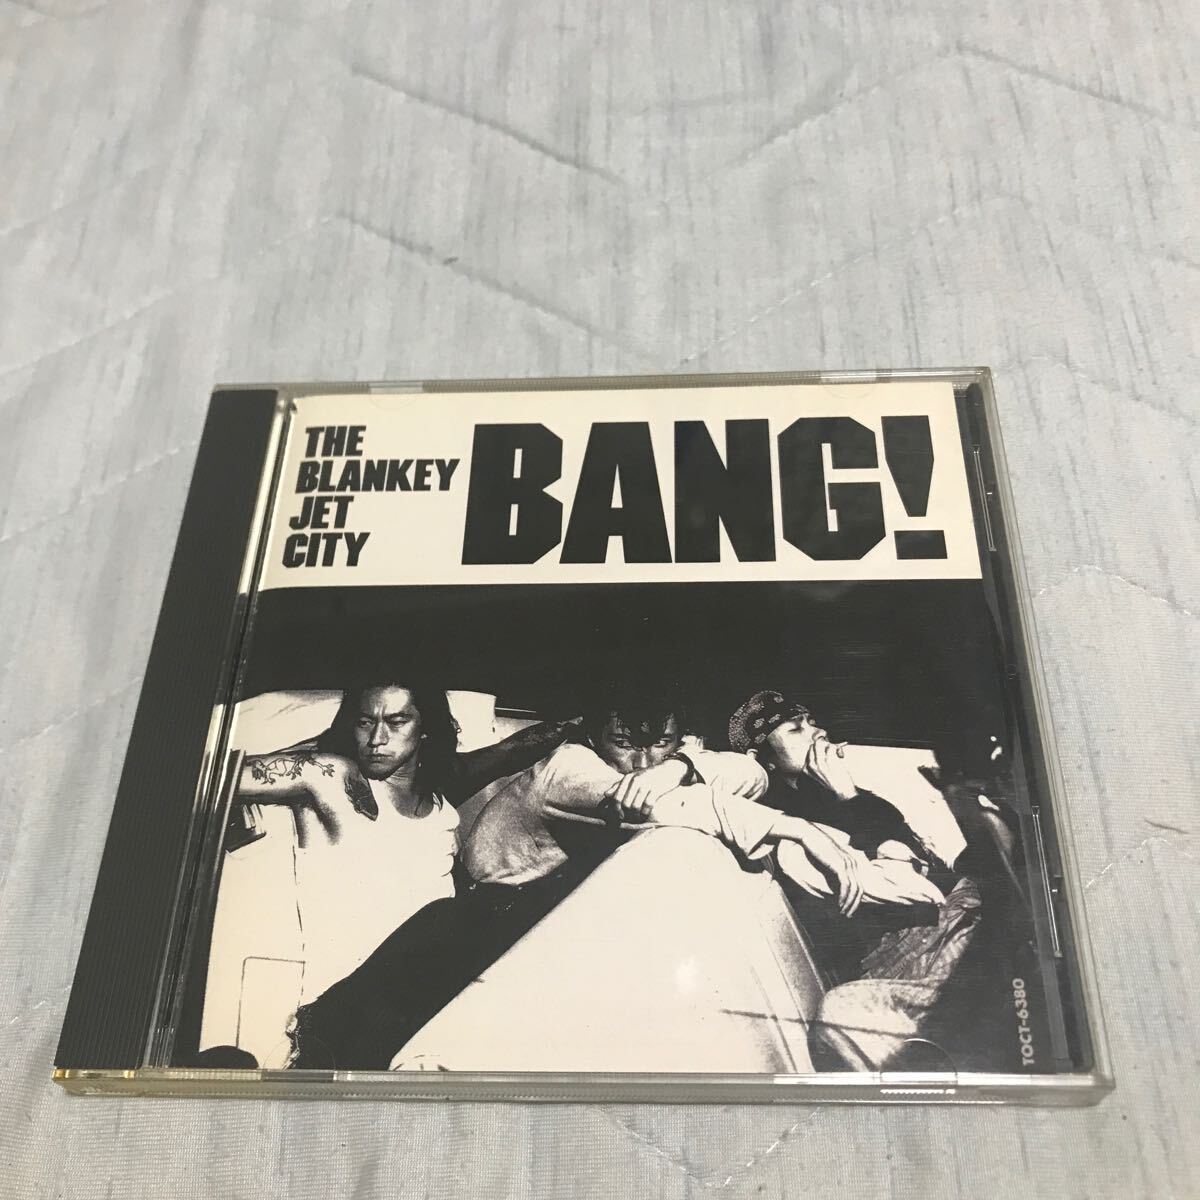 THE
BLANKEY
JET
CITY
BANG!
TOCT-6380